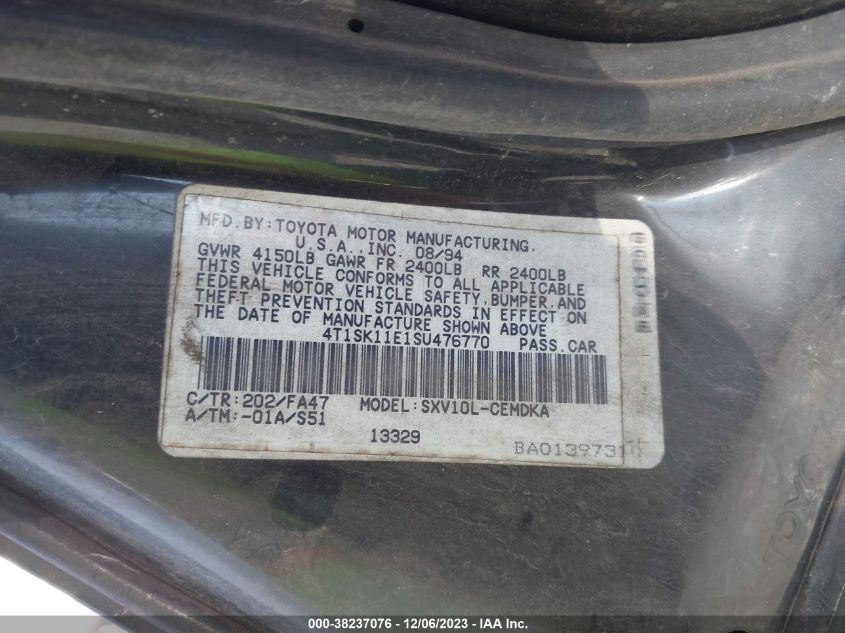 MFD.BY:TOYOTA MOTOR MANUFACTURING,
U.S.A.,INC. 08/94
GVWR 4150LB GAWR FR 2400LB RR 2400LB
THIS VEHICLE CONFORMS TO ALL APPLICABLE
FEDERAL MOTOR VEHICLE SAFETY,BUMPER,AND
THEFT PREVENTION STANDARDS IN EFFECT ON
THE DATE OF MANUFACTURE SHOWN ABOVE
4T1SK11E1SU476770 PASS.CAR
C/TR:202/FA47 MODEL:SXV10L-CEMDKA
A/TM:-01A/S51
13329
000-38237076 - 12/06/2023 - IAA Inc.